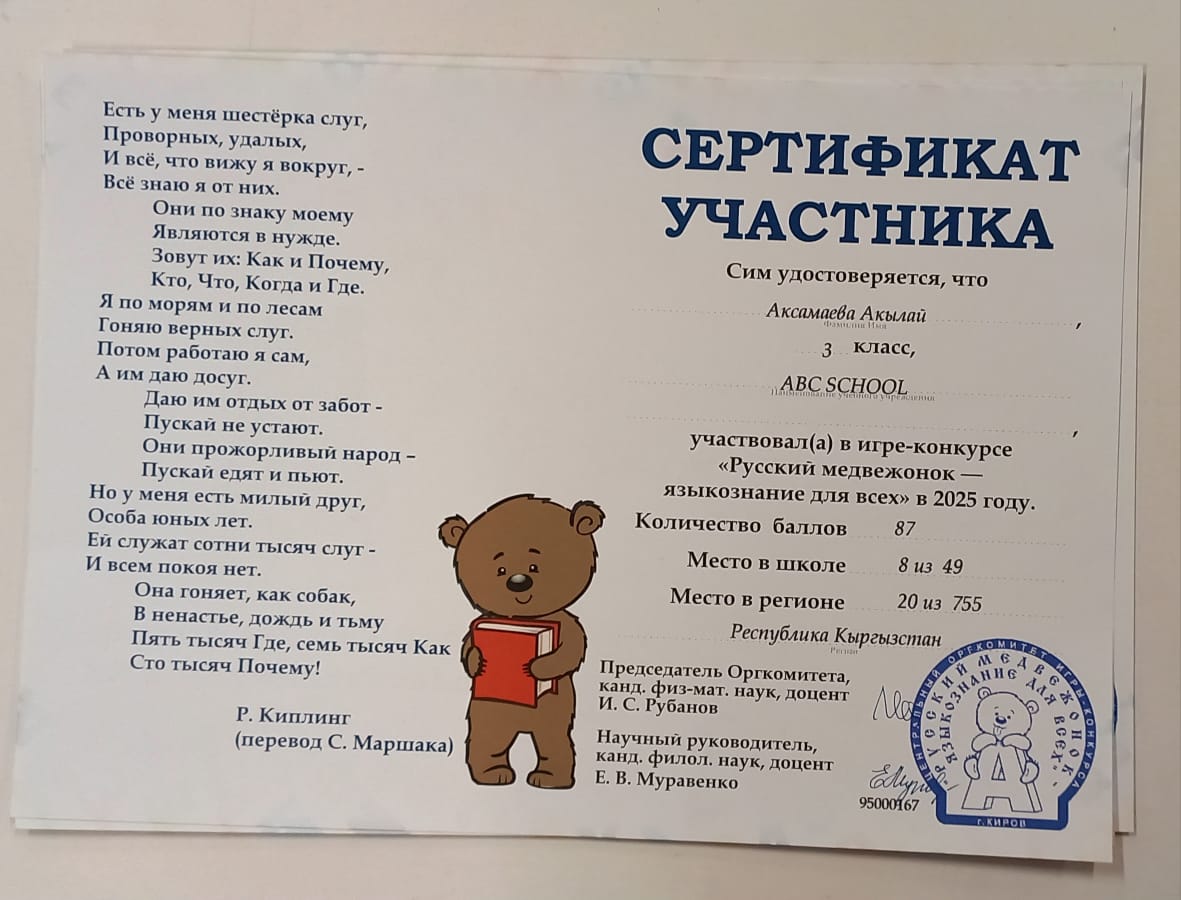 Есть у меня шестёрка слуг,
Проворных, удалых,
И всё, что вижу я вокруг, -
Всё знаю я от них.
Они по знаку моему
Являются в нужде.
Зовут их: Как и Почему,
Кто, Что, Когда и Где.
Я по морям и по лесам
Гоняю верных слуг.
Потом работаю я сам,
А им даю досуг.
Даю им отдых от забот -
Пускай не устают.
Они прожорливый народ –
Пускай едят и пьют.
Но у меня есть милый друг,
Особа юных лет.
Ей служат сотни тысяч слуг -
И всем покоя нет.
Она гоняет, как собак,
В ненастье, дождь и тьму
Пять тысяч Где, семь тысяч Как
Сто тысяч Почему!
Р. Киплинг
(перевод С. Маршака)
СЕРТИФИКАТ
УЧАСТНИКА
Сим удостоверяется, что
Аксамаева Акылай ,
Фамилия Имя
3 класс,
ABC SCHOOL
Наименование учебного учреждения
,
участвовал(а) в игре-конкурсе
«Русский медвежонок —
языкознание для всех» в 2025 году.
Количество баллов 87
Место в школе 8 из 49
Место в регионе 20 из 755
Республика Кыргызстан
Регион
Председатель Оргкомитета,
канд. физ-мат. наук, доцент
И. С. Рубанов
Научный руководитель,
канд. филол. наук, доцент
Е. В. Муравенко
95000167
ЦЕНТРАЛЬНЫЙ ОРГКОМИТЕТ ИГРЫ-КОНКУРСА
"РУССКИЙ МЕДВЕЖОНОК -
ЯЗЫКОЗНАНИЕ ДЛЯ ВСЕХ"
г. КИРОВ